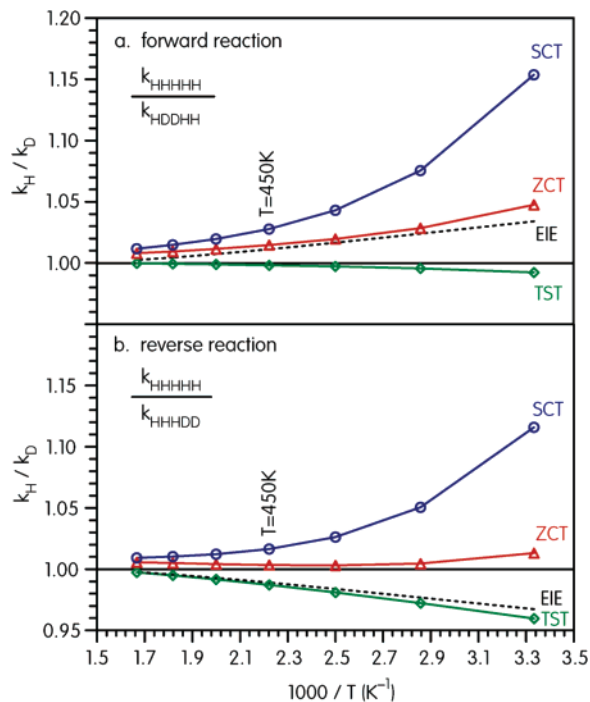 1.20
a. forward reaction
SCT
1.15
k_HHHHH
k_HDDHH
k_H / k_D
1.10
T=450K
ZCT
1.05
EIE
1.00
TST
b. reverse reaction
1.15
k_HHHHH
k_HHHDD
SCT
k_H / k_D
1.10
T=450K
1.05
ZCT
1.00
EIE
TST
0.95
1.5 1.7 1.9 2.1 2.3 2.5 2.7 2.9 3.1 3.3 3.5
1000 / T (K⁻¹)